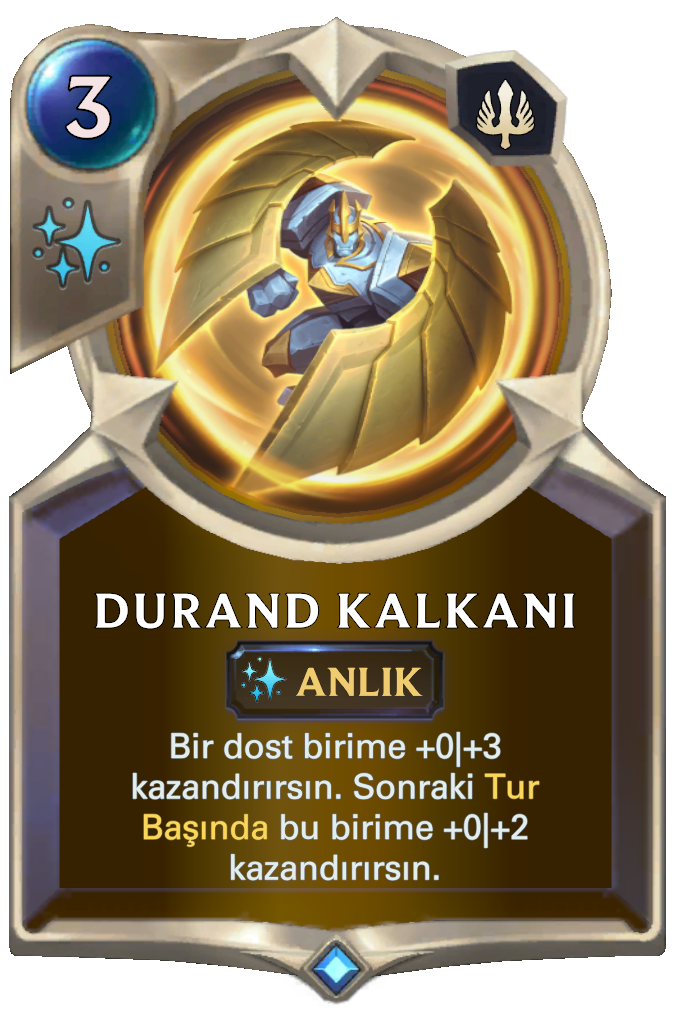 3
DURAND KALKANI
ANLIK
Bir dost birime +0|+3
kazandırırsın. Sonraki Tur
Başında bu birime +0|+2
kazandırırsın.